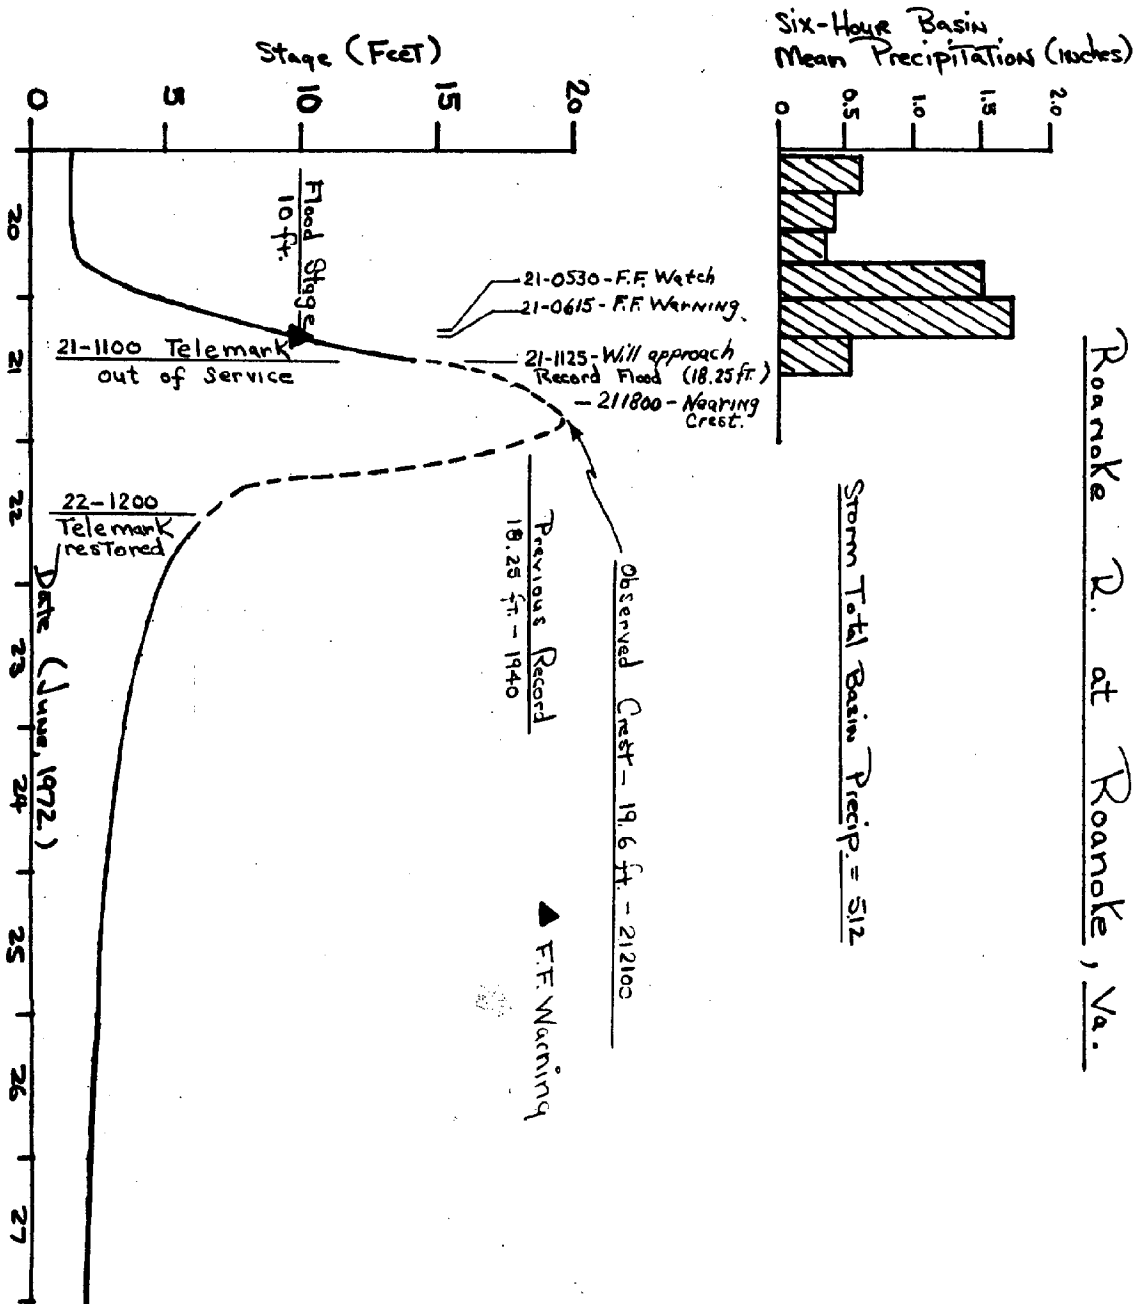 Roanoke R. at Roanoke, Va.
Six-Hour Basin
Mean Precipitation (inches)
0
0.5
1.0
1.5
2.0
Storm Total Basin Precip. = 5.12
Stage (Feet)
0
5
10
15
20
Flood Stage
10 ft.
21-0530-F.F. Watch
21-0615-F.F. Warning
21-1100 Telemark
out of Service
21-1125-Will approach
Record Flood (18.25 ft.)
211800-Nearing
Crest.
Observed Crest - 19.6 ft. - 212100
Previous Record
18.25 ft. - 1940
22-1200
Telemark
restored
▲ F.F. Warning
20
21
22
23
24
25
26
27
Date (June, 1972)